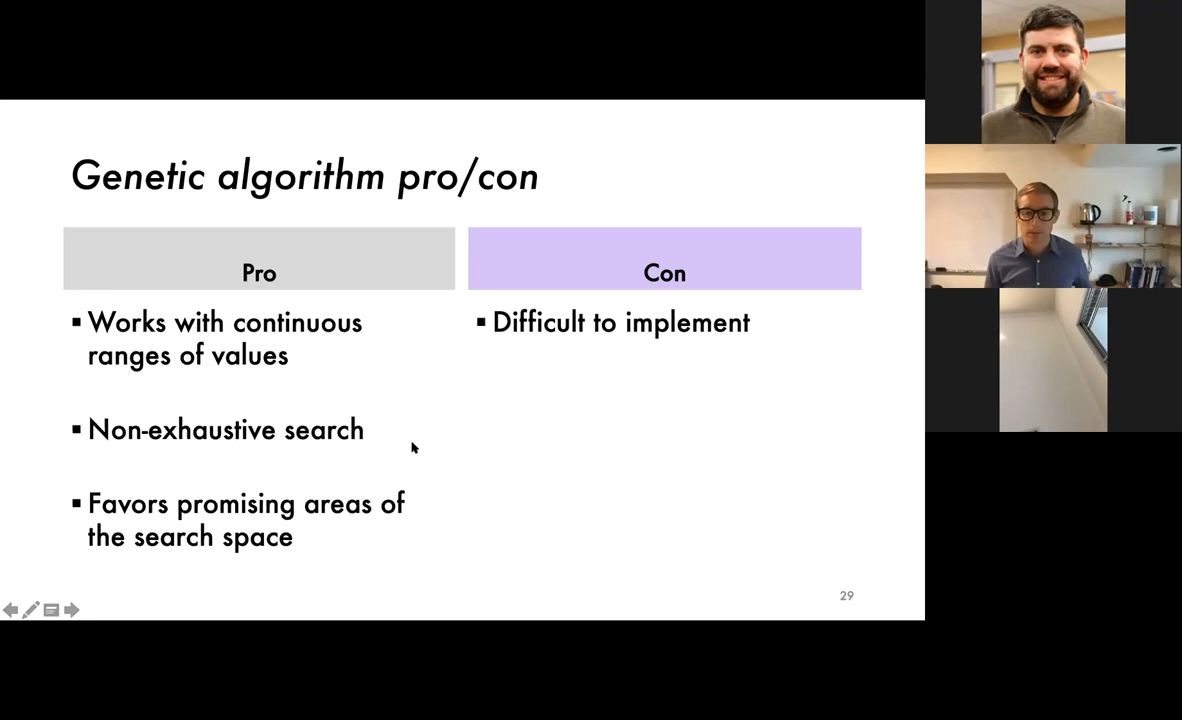 Genetic algorithm pro/con
Pro
Con
▪ Works with continuous
ranges of values
▪ Non-exhaustive search
▪ Favors promising areas of
the search space
▪ Difficult to implement
29